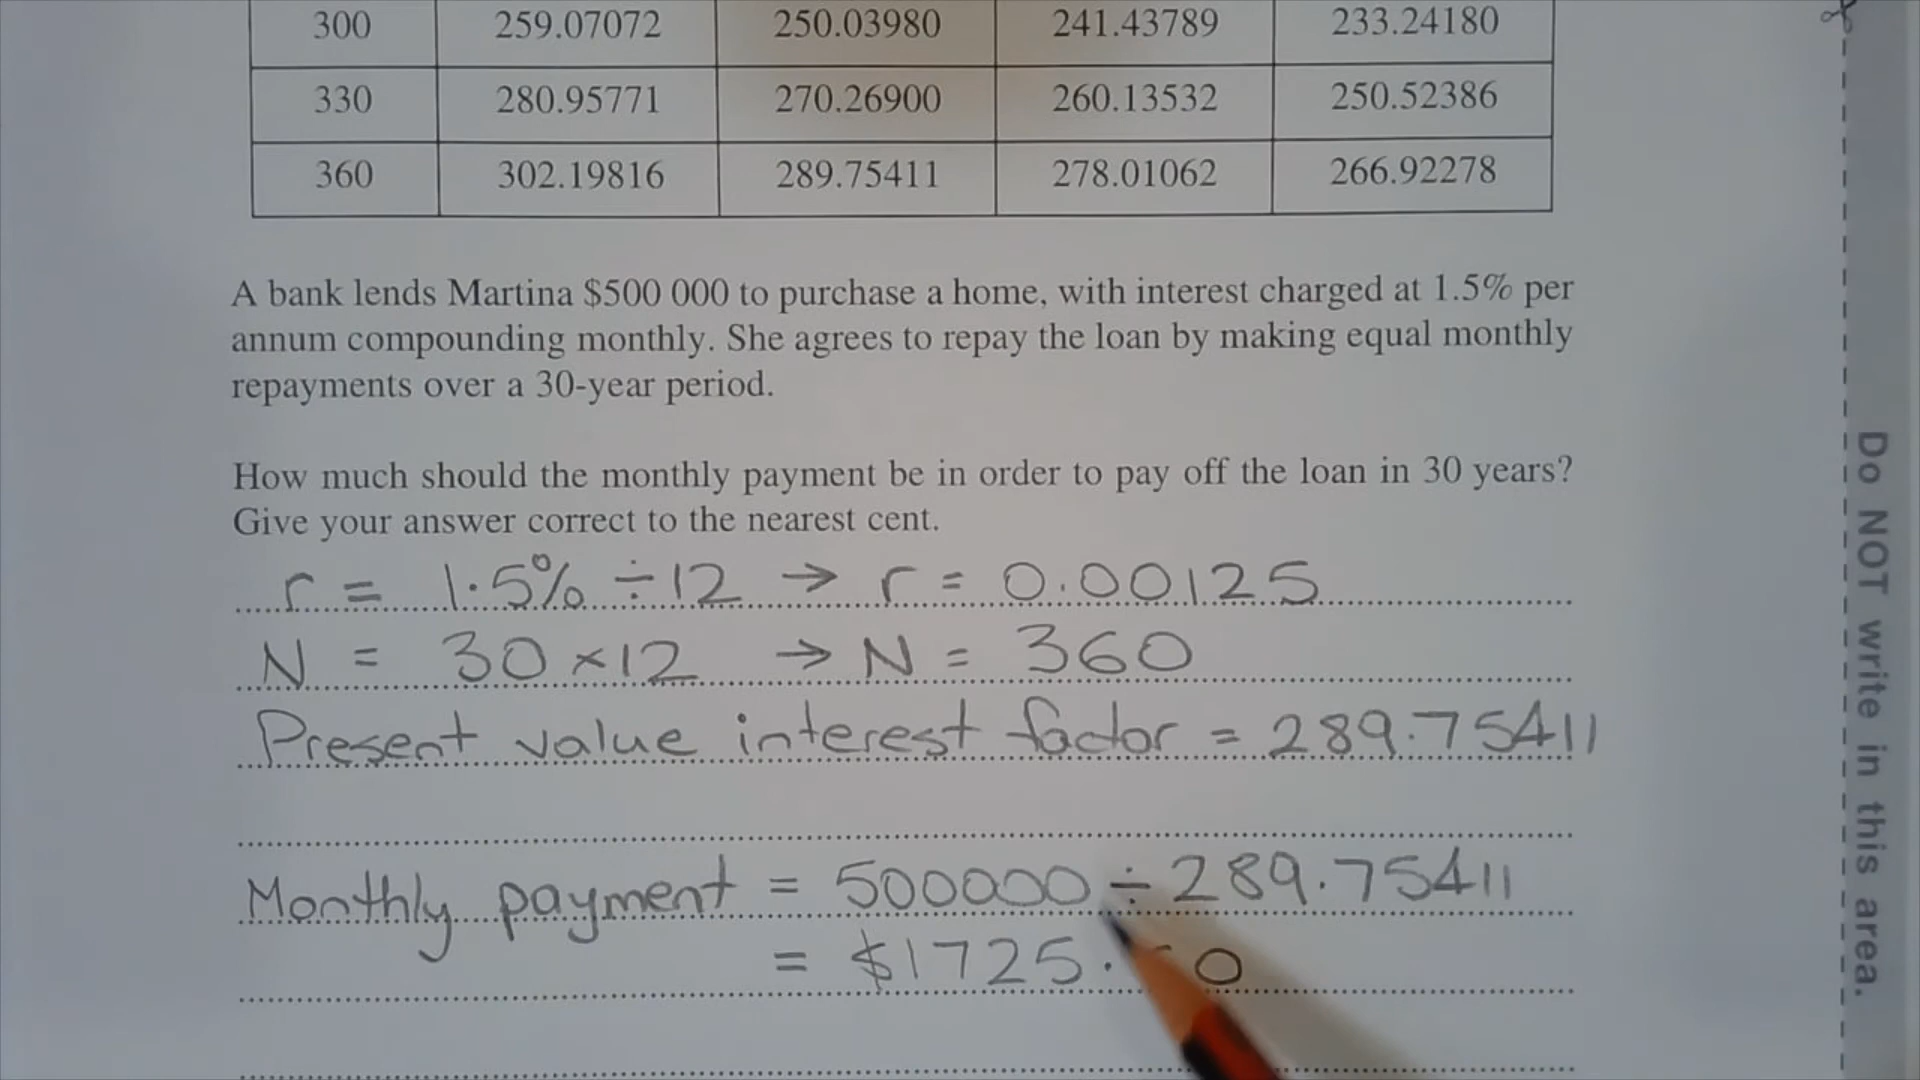 300 259.07072 250.03980 241.43789 233.24180
330 280.95771 270.26900 260.13532 250.52386
360 302.19816 289.75411 278.01062 266.92278
A bank lends Martina $500 000 to purchase a home, with interest charged at 1.5% per
annum compounding monthly. She agrees to repay the loan by making equal monthly
repayments over a 30-year period.
How much should the monthly payment be in order to pay off the loan in 30 years?
Give your answer correct to the nearest cent.
r = 1.5% ÷ 12 → r = 0.00125
N = 30 × 12 → N = 360
Present value interest factor = 289.75411
Monthly payment = 500000 ÷ 289.75411
Do NOT write in this area.